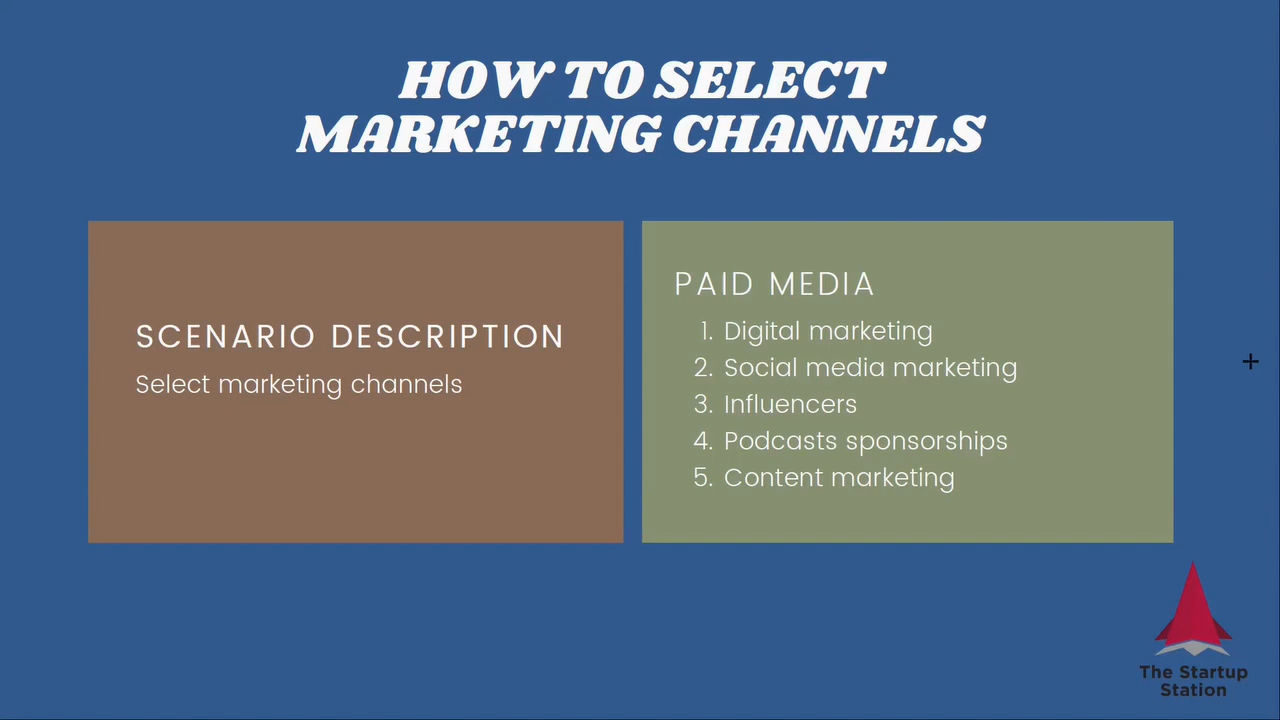 HOW TO SELECT
MARKETING CHANNELS
SCENARIO DESCRIPTION
Select marketing channels
PAID MEDIA
1. Digital marketing
2. Social media marketing
3. Influencers
4. Podcasts sponsorships
5. Content marketing
The Startup
Station